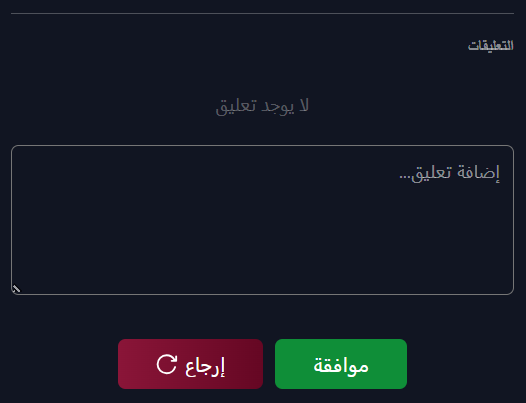 التعليقات
لا يوجد تعليق
إضافة تعليق...
موافقة
إرجاع